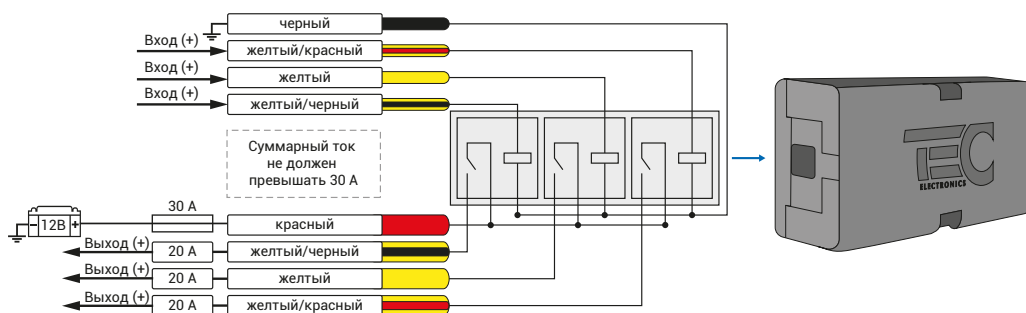 черный
Вход (+)
желтый/красный
Вход (+)
желтый
Вход (+)
желтый/черный
Суммарный ток
не должен
превышать 30 А
TEC
ELECTRONICS
30 А
- 12В +
красный
Выход (+)
20 А
желтый/черный
Выход (+)
20 А
желтый
Выход (+)
20 А
желтый/красный